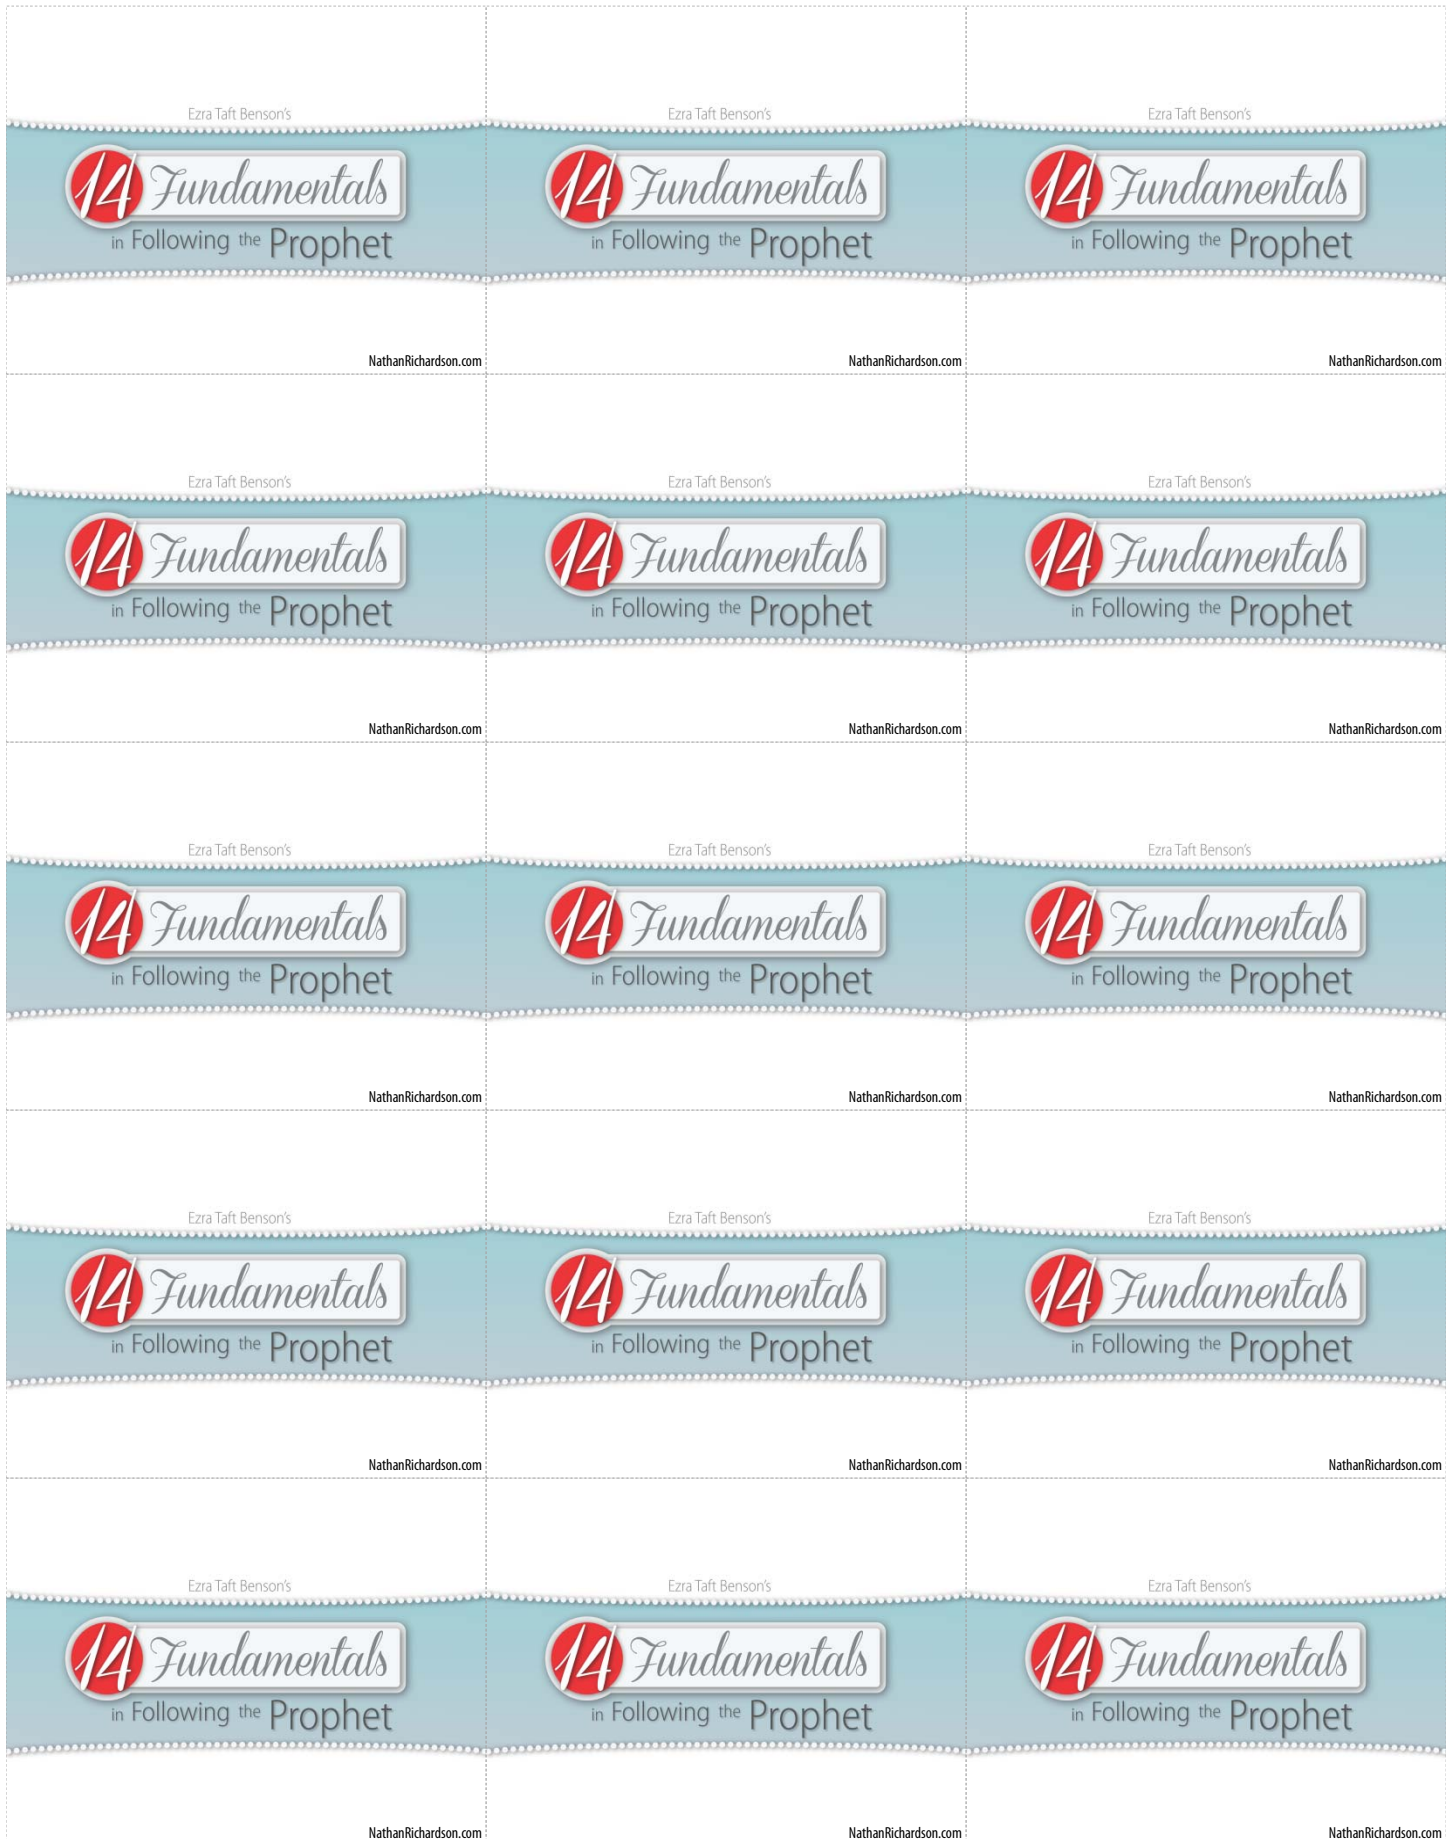 Ezra Taft Benson's Ezra Taft Benson's Ezra Taft Benson's
14 Fundamentals 14 Fundamentals 14 Fundamentals
in Following the Prophet in Following the Prophet in Following the Prophet
NathanRichardson.com NathanRichardson.com NathanRichardson.com
Ezra Taft Benson's Ezra Taft Benson's Ezra Taft Benson's
14 Fundamentals 14 Fundamentals 14 Fundamentals
in Following the Prophet in Following the Prophet in Following the Prophet
NathanRichardson.com NathanRichardson.com NathanRichardson.com
Ezra Taft Benson's Ezra Taft Benson's Ezra Taft Benson's
14 Fundamentals 14 Fundamentals 14 Fundamentals
in Following the Prophet in Following the Prophet in Following the Prophet
NathanRichardson.com NathanRichardson.com NathanRichardson.com
Ezra Taft Benson's Ezra Taft Benson's Ezra Taft Benson's
14 Fundamentals 14 Fundamentals 14 Fundamentals
in Following the Prophet in Following the Prophet in Following the Prophet
NathanRichardson.com NathanRichardson.com NathanRichardson.com
Ezra Taft Benson's Ezra Taft Benson's Ezra Taft Benson's
14 Fundamentals 14 Fundamentals 14 Fundamentals
in Following the Prophet in Following the Prophet in Following the Prophet
NathanRichardson.com NathanRichardson.com NathanRichardson.com